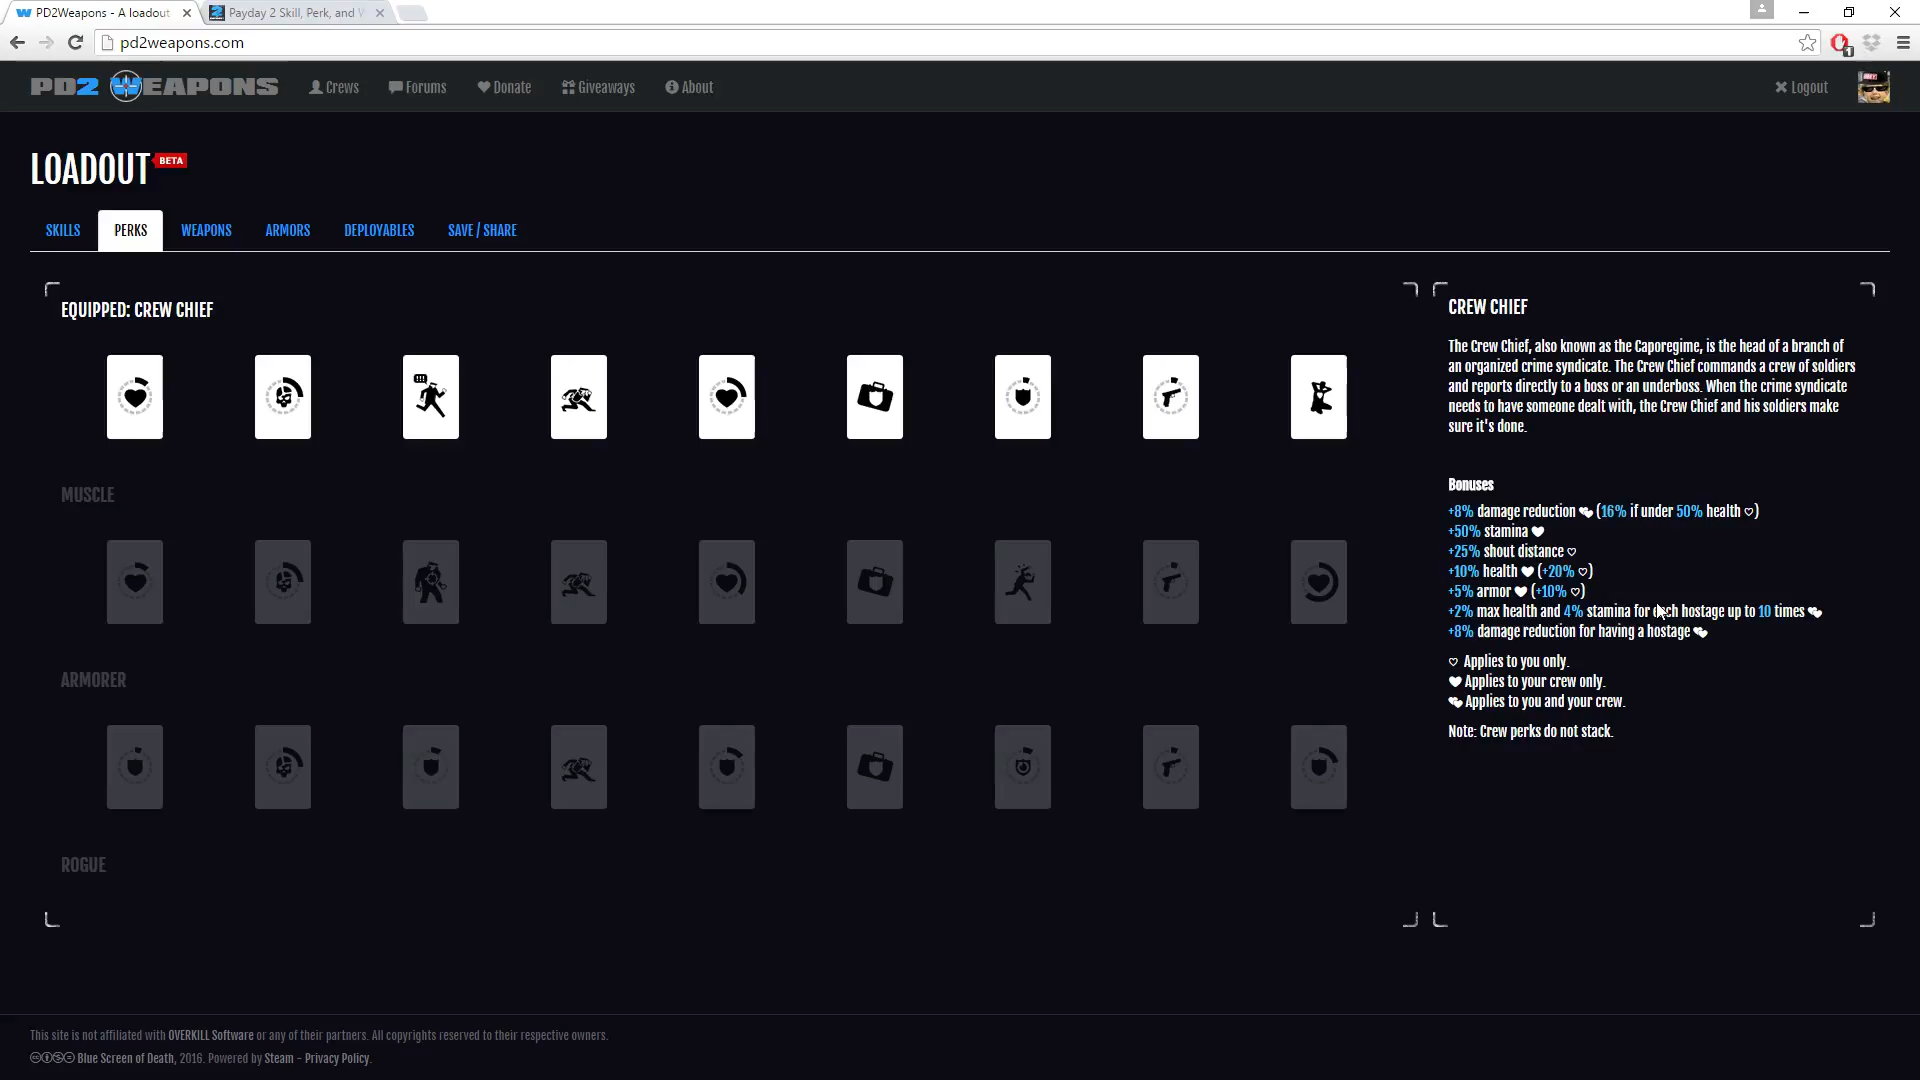 PD2Weapons - A loadout
Payday 2 Skill, Perk, and
pd2weapons.com
1
PD2 WEAPONS
Crews
Forums
Donate
Giveaways
About
Logout
LOADOUT BETA
SKILLS
PERKS
WEAPONS
ARMORS
DEPLOYABLES
SAVE / SHARE
EQUIPPED: CREW CHIEF
MUSCLE
ARMORER
ROGUE
CREW CHIEF
The Crew Chief, also known as the Caporegime, is the head of a branch of
an organized crime syndicate. The Crew Chief commands a crew of soldiers
and reports directly to a boss or an underboss. When the crime syndicate
needs to have someone dealt with, the Crew Chief and his soldiers make
sure it's done.
Bonuses
+8% damage reduction (16% if under 50% health ♡)
+50% stamina ♥
+25% shout distance ♡
+10% health ♥ (+20% ♡)
+5% armor ♥ (+10% ♡)
+2% max health and 4% stamina for each hostage up to 10 times
+8% damage reduction for having a hostage
♡ Applies to you only.
♥ Applies to your crew only.
Applies to you and your crew.
Note: Crew perks do not stack.
This site is not affiliated with OVERKILL Software or any of their partners. All copyrights reserved to their respective owners.
Blue Screen of Death, 2016. Powered by Steam - Privacy Policy.